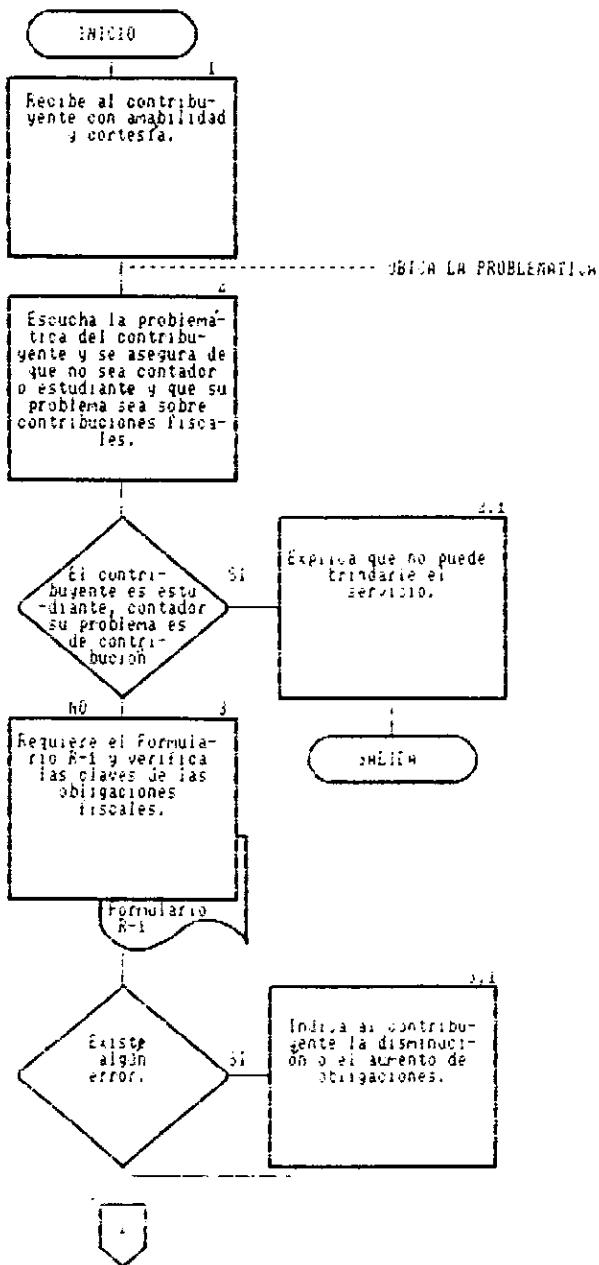 INICIO
1
Recibe al contribu-
yente con amabilidad
y cortesía.
UBICA LA PROBLEMATICA
Escucha la problemá-
tica del contribu-
yente y se asegura de
que no sea contador
o estudiante y que su
problema sea sobre
contribuciones fisca-
les.
El contri-
buyente es estu
-diante, contador
su problema es
de contri-
bución
SI
2.1
Explica que no puede
brindarle el
servicio.
SALIDA
NO
3
Requiere el Formula-
rio R-1 y verifica
las claves de las
obligaciones
fiscales.
Formulario
R-1
Existe
algún
error.
SI
3.1
Indica al contribu-
yente la disminuci-
ón o el aumento de
obligaciones.